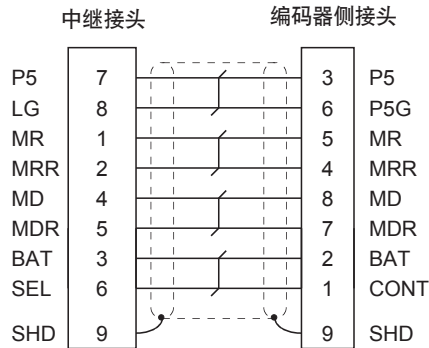 中继接头 编码器侧接头
P5 7 3 P5
LG 8 6 P5G
MR 1 5 MR
MRR 2 4 MRR
MD 4 8 MD
MDR 5 7 MDR
BAT 3 2 BAT
SEL 6 1 CONT
SHD 9 9 SHD